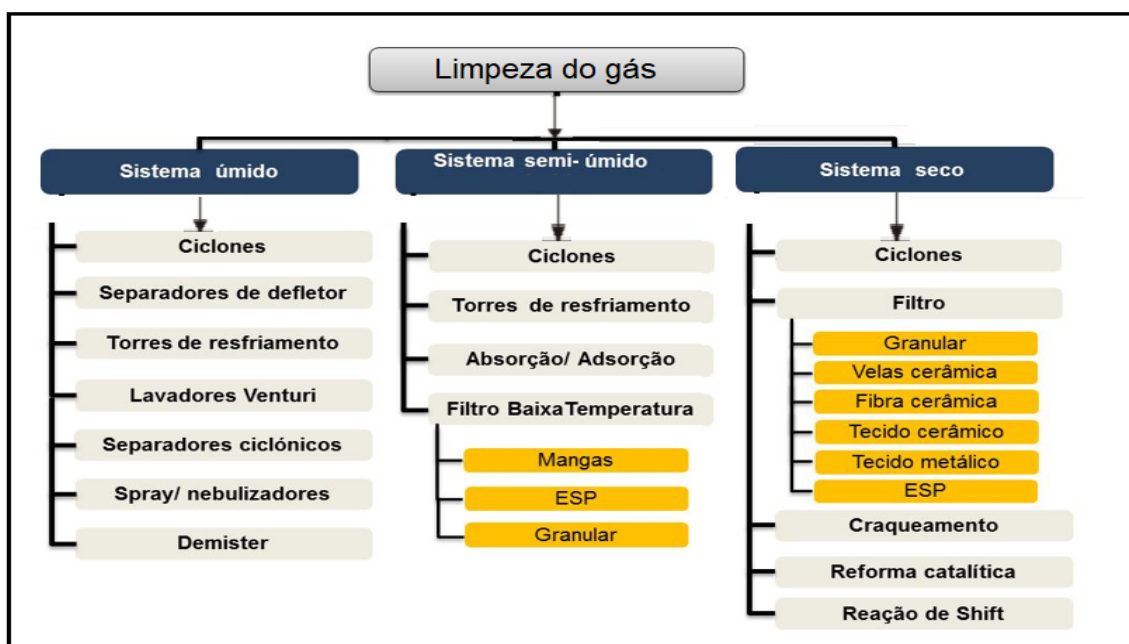 Limpeza do gás
Sistema úmido
Ciclones
Separadores de defletor
Torres de resfriamento
Lavadores Venturi
Separadores ciclónicos
Spray/ nebulizadores
Demister
Sistema semi- úmido
Ciclones
Torres de resfriamento
Absorção/ Adsorção
Filtro Baixa Temperatura
Mangas
ESP
Granular
Sistema seco
Ciclones
Filtro
Granular
Velas cerâmica
Fibra cerâmica
Tecido cerâmico
Tecido metálico
ESP
Craqueamento
Reforma catalítica
Reação de Shift